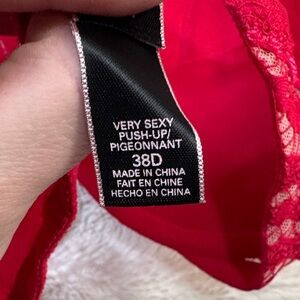 VERY SEXY
PUSH-UP/
PIGEONNANT
38D
MADE IN CHINA
FAIT EN CHINE
HECHO EN CHINA